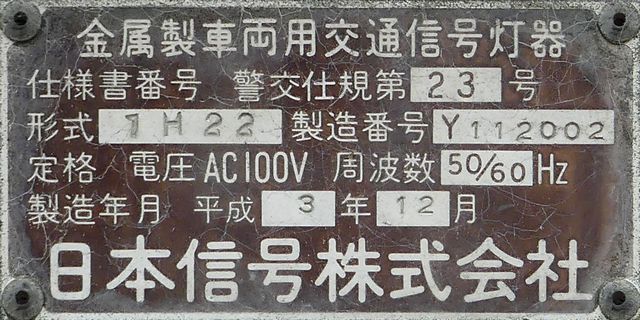 金属製車両用交通信号灯器
仕様書番号 警交仕規第 23 号
形式 1H22 製造番号 Y112002
定格 電圧 AC100V 周波数 50/60 Hz
製造年月 平成 3 年 12 月
日本信号株式会社